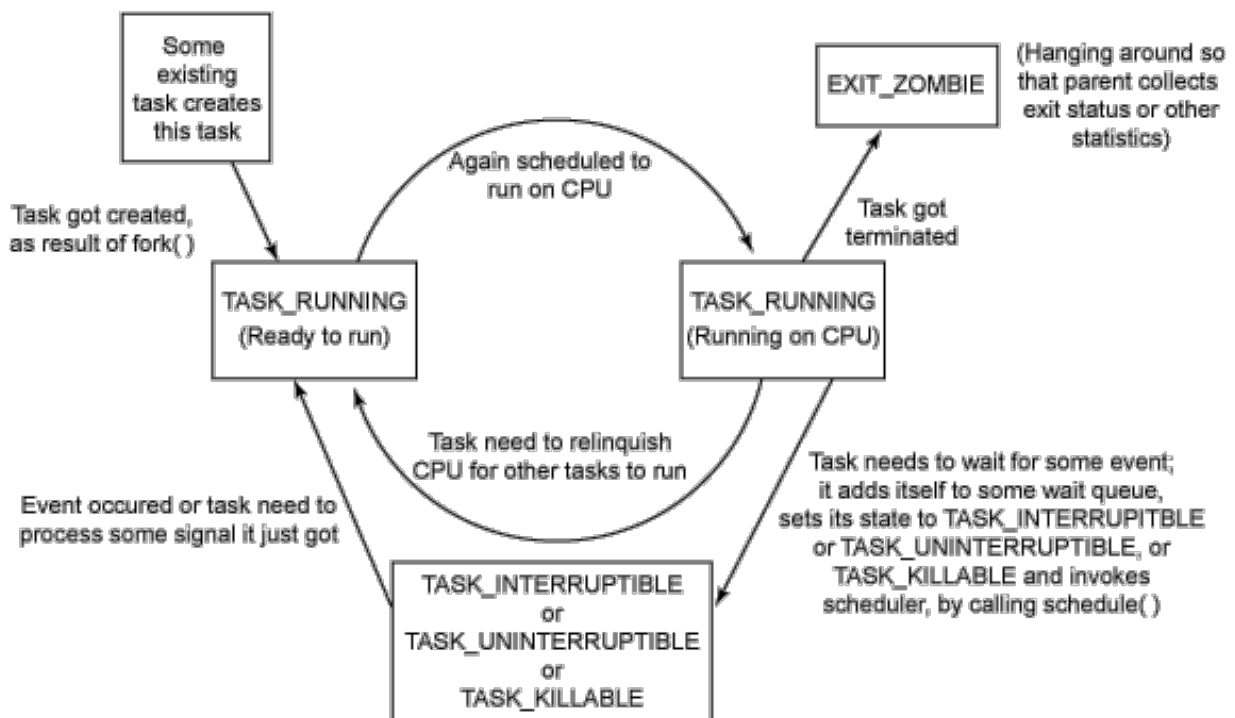 Some
existing
task creates
this task
EXIT_ZOMBIE
(Hanging around so
that parent collects
exit status or other
statistics)
Again scheduled to
run on CPU
Task got created,
as result of fork( )
Task got
terminated
TASK_RUNNING
(Ready to run)
TASK_RUNNING
(Running on CPU)
Task need to relinquish
CPU for other tasks to run
Event occured or task need to
process some signal it just got
Task needs to wait for some event;
it adds itself to some wait queue,
sets its state to TASK_INTERRUPITBLE
or TASK_UNINTERRUPTIBLE, or
TASK_KILLABLE and invokes
scheduler, by calling schedule( )
TASK_INTERRUPTIBLE
or
TASK_UNINTERRUPTIBLE
or
TASK_KILLABLE